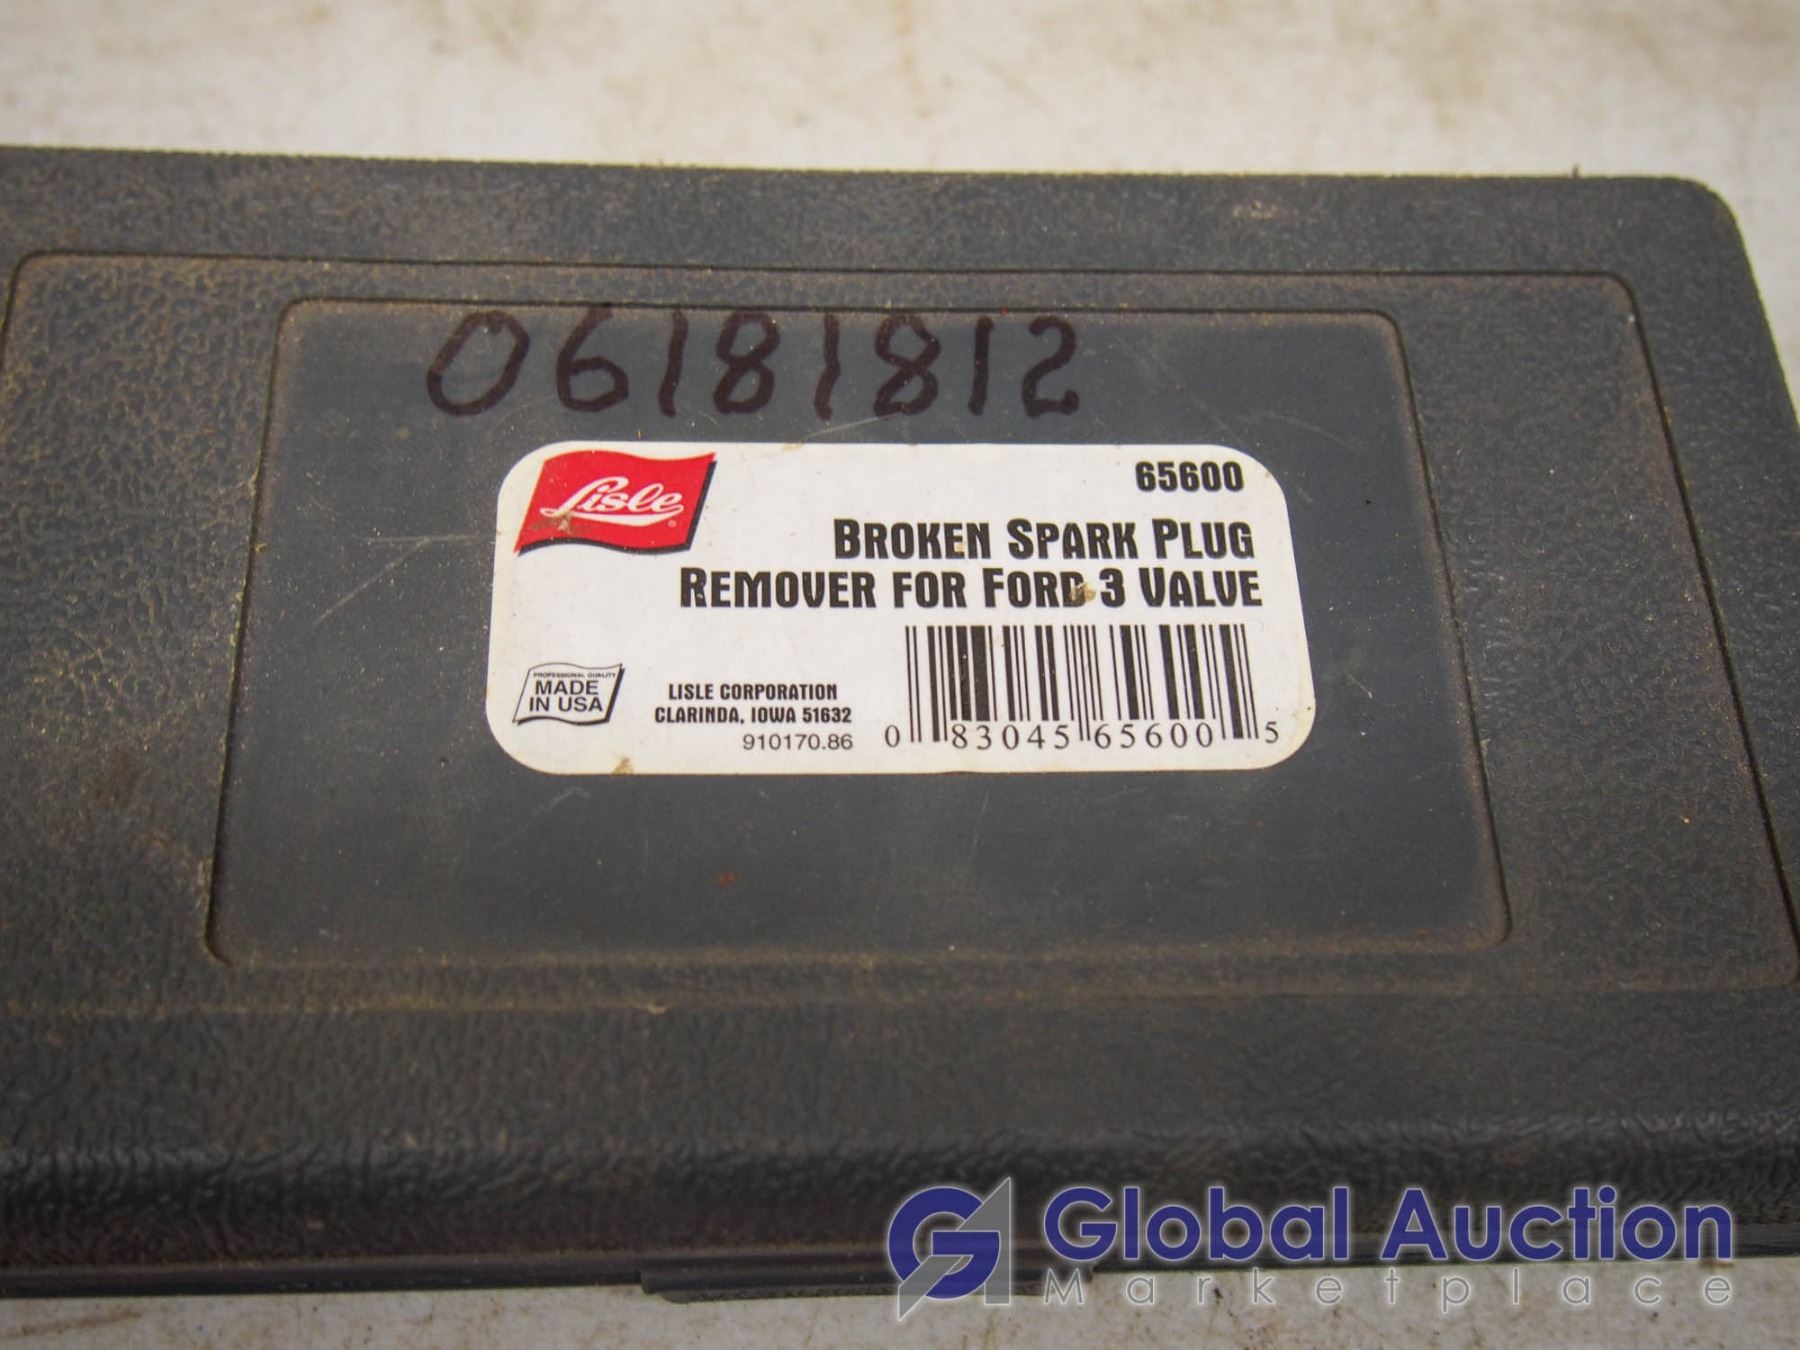 06181812
Lisle®
65600
BROKEN SPARK PLUG
REMOVER FOR FORD 3 VALVE
PROFESSIONAL QUALITY
MADE
IN USA
LISLE CORPORATION
CLARINDA, IOWA 51632
910170.86
0 83045 65600 5
Global Auction
Marketplace